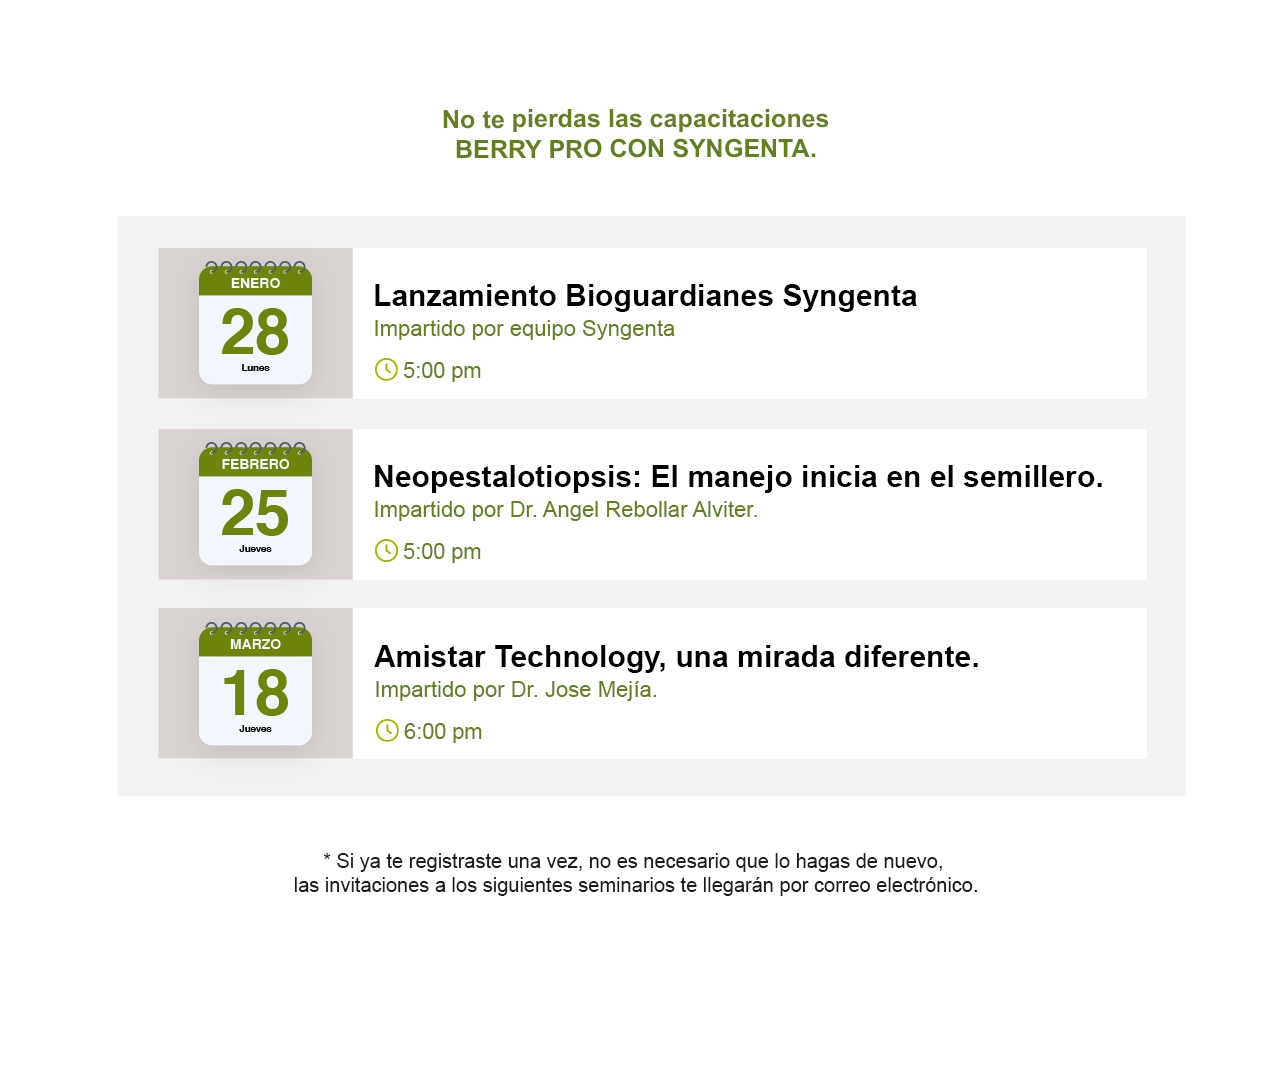 No te pierdas las capacitaciones
BERRY PRO CON SYNGENTA.
ENERO
28
Lunes
Lanzamiento Bioguardianes Syngenta
Impartido por equipo Syngenta
5:00 pm
FEBRERO
25
Jueves
Neopestalotiopsis: El manejo inicia en el semillero.
Impartido por Dr. Angel Rebollar Alviter.
5:00 pm
MARZO
18
Jueves
Amistar Technology, una mirada diferente.
Impartido por Dr. Jose Mejía.
6:00 pm
* Si ya te registraste una vez, no es necesario que lo hagas de nuevo,
las invitaciones a los siguientes seminarios te llegarán por correo electrónico.